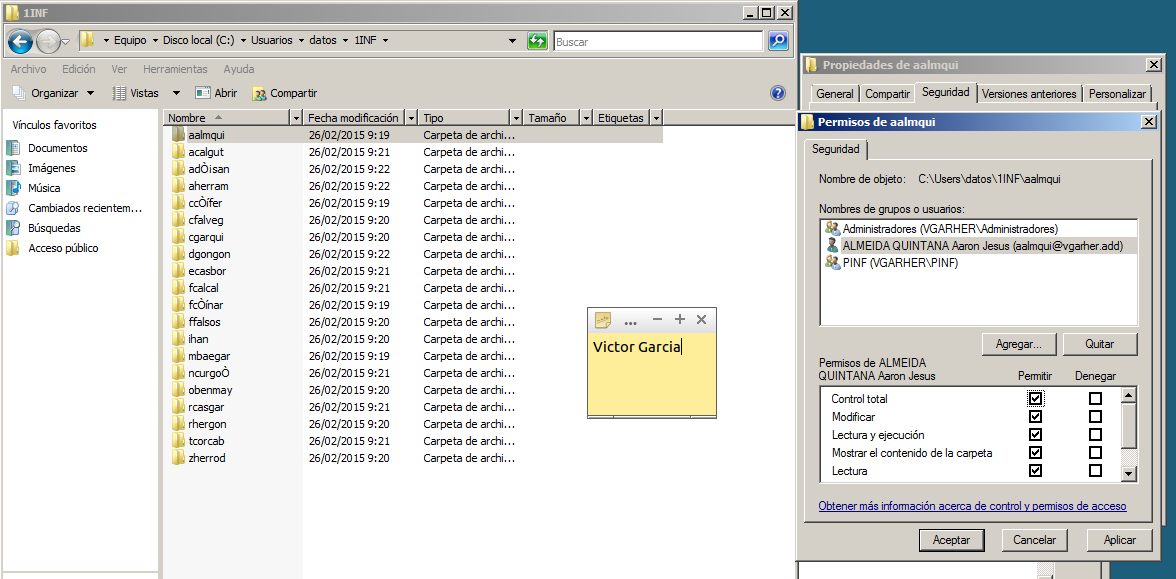 1INF
Equipo Disco local (C:) Usuarios datos 1INF
Buscar
Archivo Edición Ver Herramientas Ayuda
Organizar Vistas Abrir Compartir
Vínculos favoritos
Documentos
Imágenes
Música
Cambiados recientem...
Búsquedas
Acceso público
Nombre Fecha modificación Tipo Tamaño Etiquetas
aalmqui 26/02/2015 9:19 Carpeta de archi...
acalgut 26/02/2015 9:21 Carpeta de archi...
adÒisan 26/02/2015 9:22 Carpeta de archi...
aherram 26/02/2015 9:22 Carpeta de archi...
ccÒífer 26/02/2015 9:19 Carpeta de archi...
cfalveg 26/02/2015 9:20 Carpeta de archi...
cgarqui 26/02/2015 9:20 Carpeta de archi...
dgongon 26/02/2015 9:22 Carpeta de archi...
ecasbor 26/02/2015 9:21 Carpeta de archi...
fcalcal 26/02/2015 9:21 Carpeta de archi...
fcÒínar 26/02/2015 9:19 Carpeta de archi...
ffalsos 26/02/2015 9:20 Carpeta de archi...
ihan 26/02/2015 9:20 Carpeta de archi...
mbaegar 26/02/2015 9:19 Carpeta de archi...
ncurgoÒ 26/02/2015 9:21 Carpeta de archi...
obenmay 26/02/2015 9:20 Carpeta de archi...
rcasgar 26/02/2015 9:21 Carpeta de archi...
rhergon 26/02/2015 9:20 Carpeta de archi...
tcorcab 26/02/2015 9:21 Carpeta de archi...
zherrod 26/02/2015 9:20 Carpeta de archi...
...
Victor Garcia
Propiedades de aalmqui
General Compartir Seguridad Versiones anteriores Personalizar
Permisos de aalmqui
Seguridad
Nombre de objeto: C:\Users\datos\1INF\aalmqui
Nombres de grupos o usuarios:
Administradores (VGARHER\Administradores)
ALMEIDA QUINTANA Aaron Jesus (aalmqui@vgarher.add)
PINF (VGARHER\PINF)
Agregar... Quitar
Permisos de ALMEIDA
QUINTANA Aaron Jesus Permitir Denegar
Control total
Modificar
Lectura y ejecución
Mostrar el contenido de la carpeta
Lectura
Obtener más información acerca de control y permisos de acceso
Aceptar Cancelar Aplicar